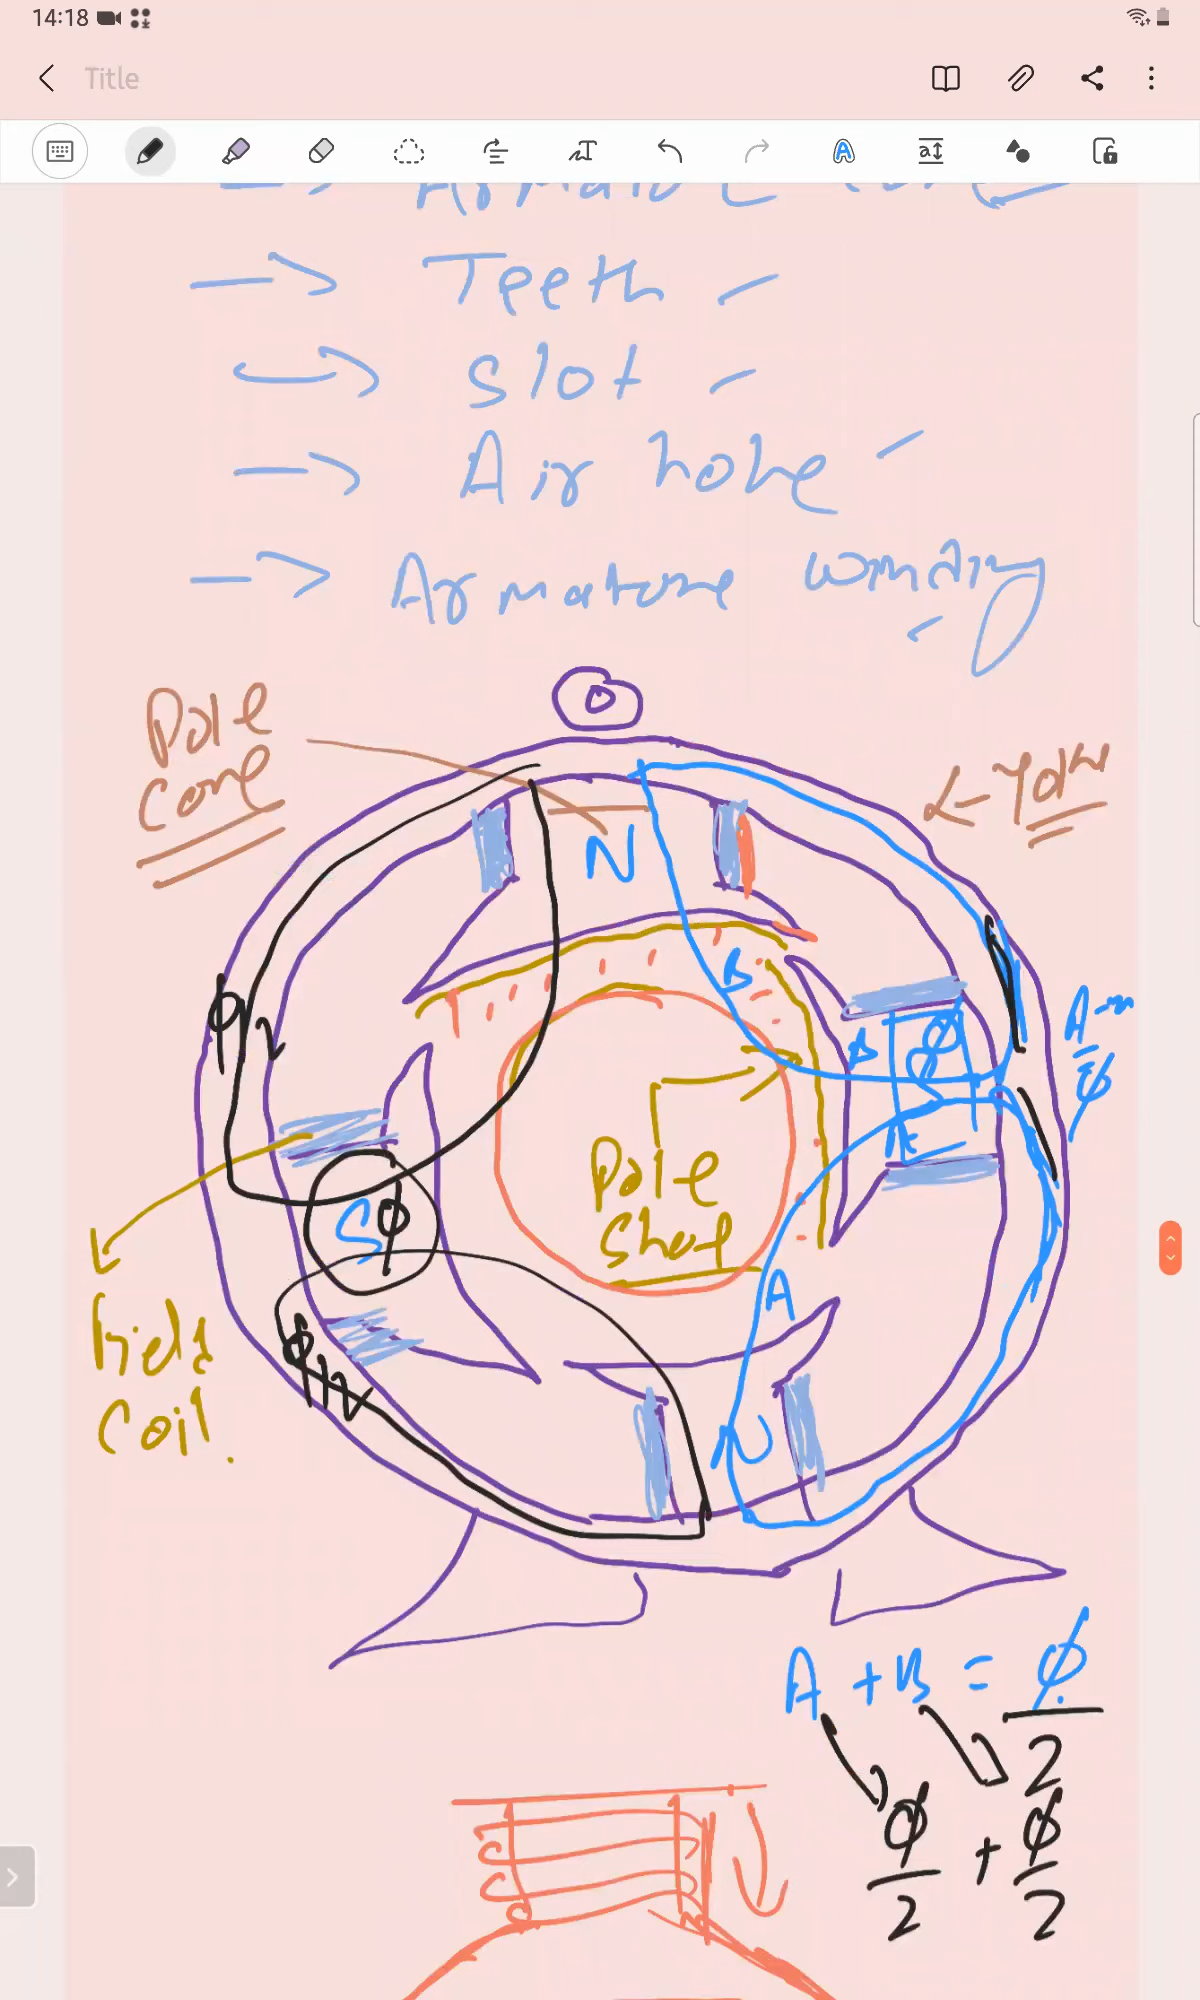 14:18
Title
→ Teeth
→ Slot
→ Air hole
→ Armature winding
Pole
Core
← Yoke
N
B
B
ϕ
A
ϕ/2
Pole
Shoe
Sϕ
A
Field
Coil.
ϕ/2
N
A + B = ϕ/2
ϕ/2 + ϕ/2